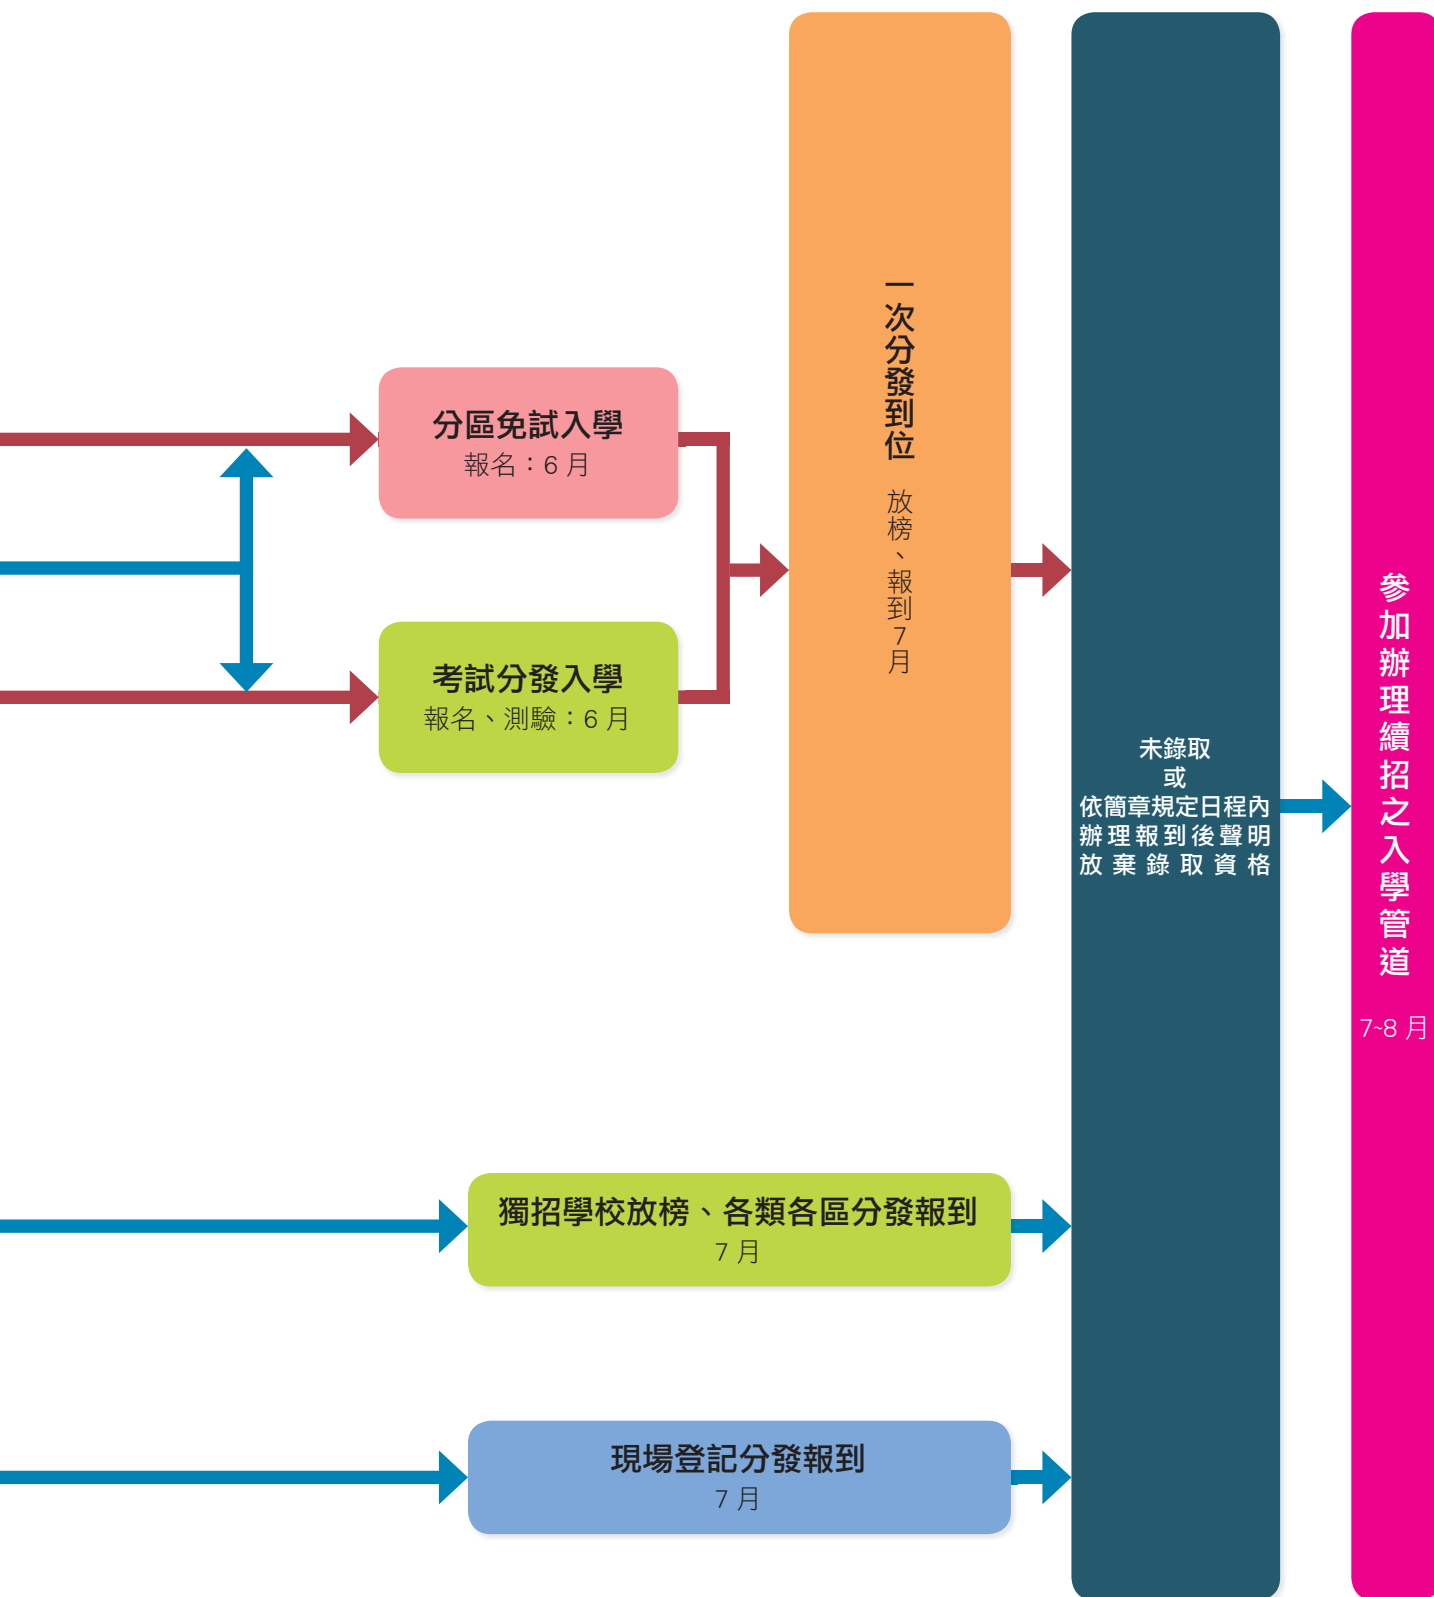 分區免試入學
報名：6 月
考試分發入學
報名、測驗：6 月
一次分發到位 放榜、報到7月
未錄取
或
依簡章規定日程內
辦理報到後聲明
放棄錄取資格
參加辦理續招之入學管道
7~8 月
獨招學校放榜、各類各區分發報到
7 月
現場登記分發報到
7 月